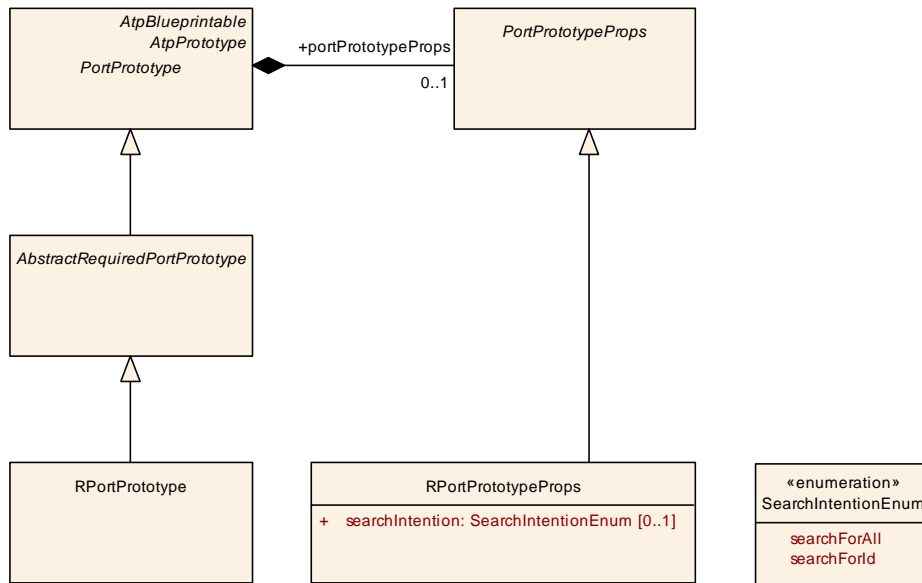 AtpBlueprintable
AtpPrototype
PortPrototype
+portPrototypeProps
0..1
PortPrototypeProps
AbstractRequiredPortPrototype
RPortPrototype
RPortPrototypeProps
+ searchIntention: SearchIntentionEnum [0..1]
«enumeration»
SearchIntentionEnum
searchForAll
searchForId